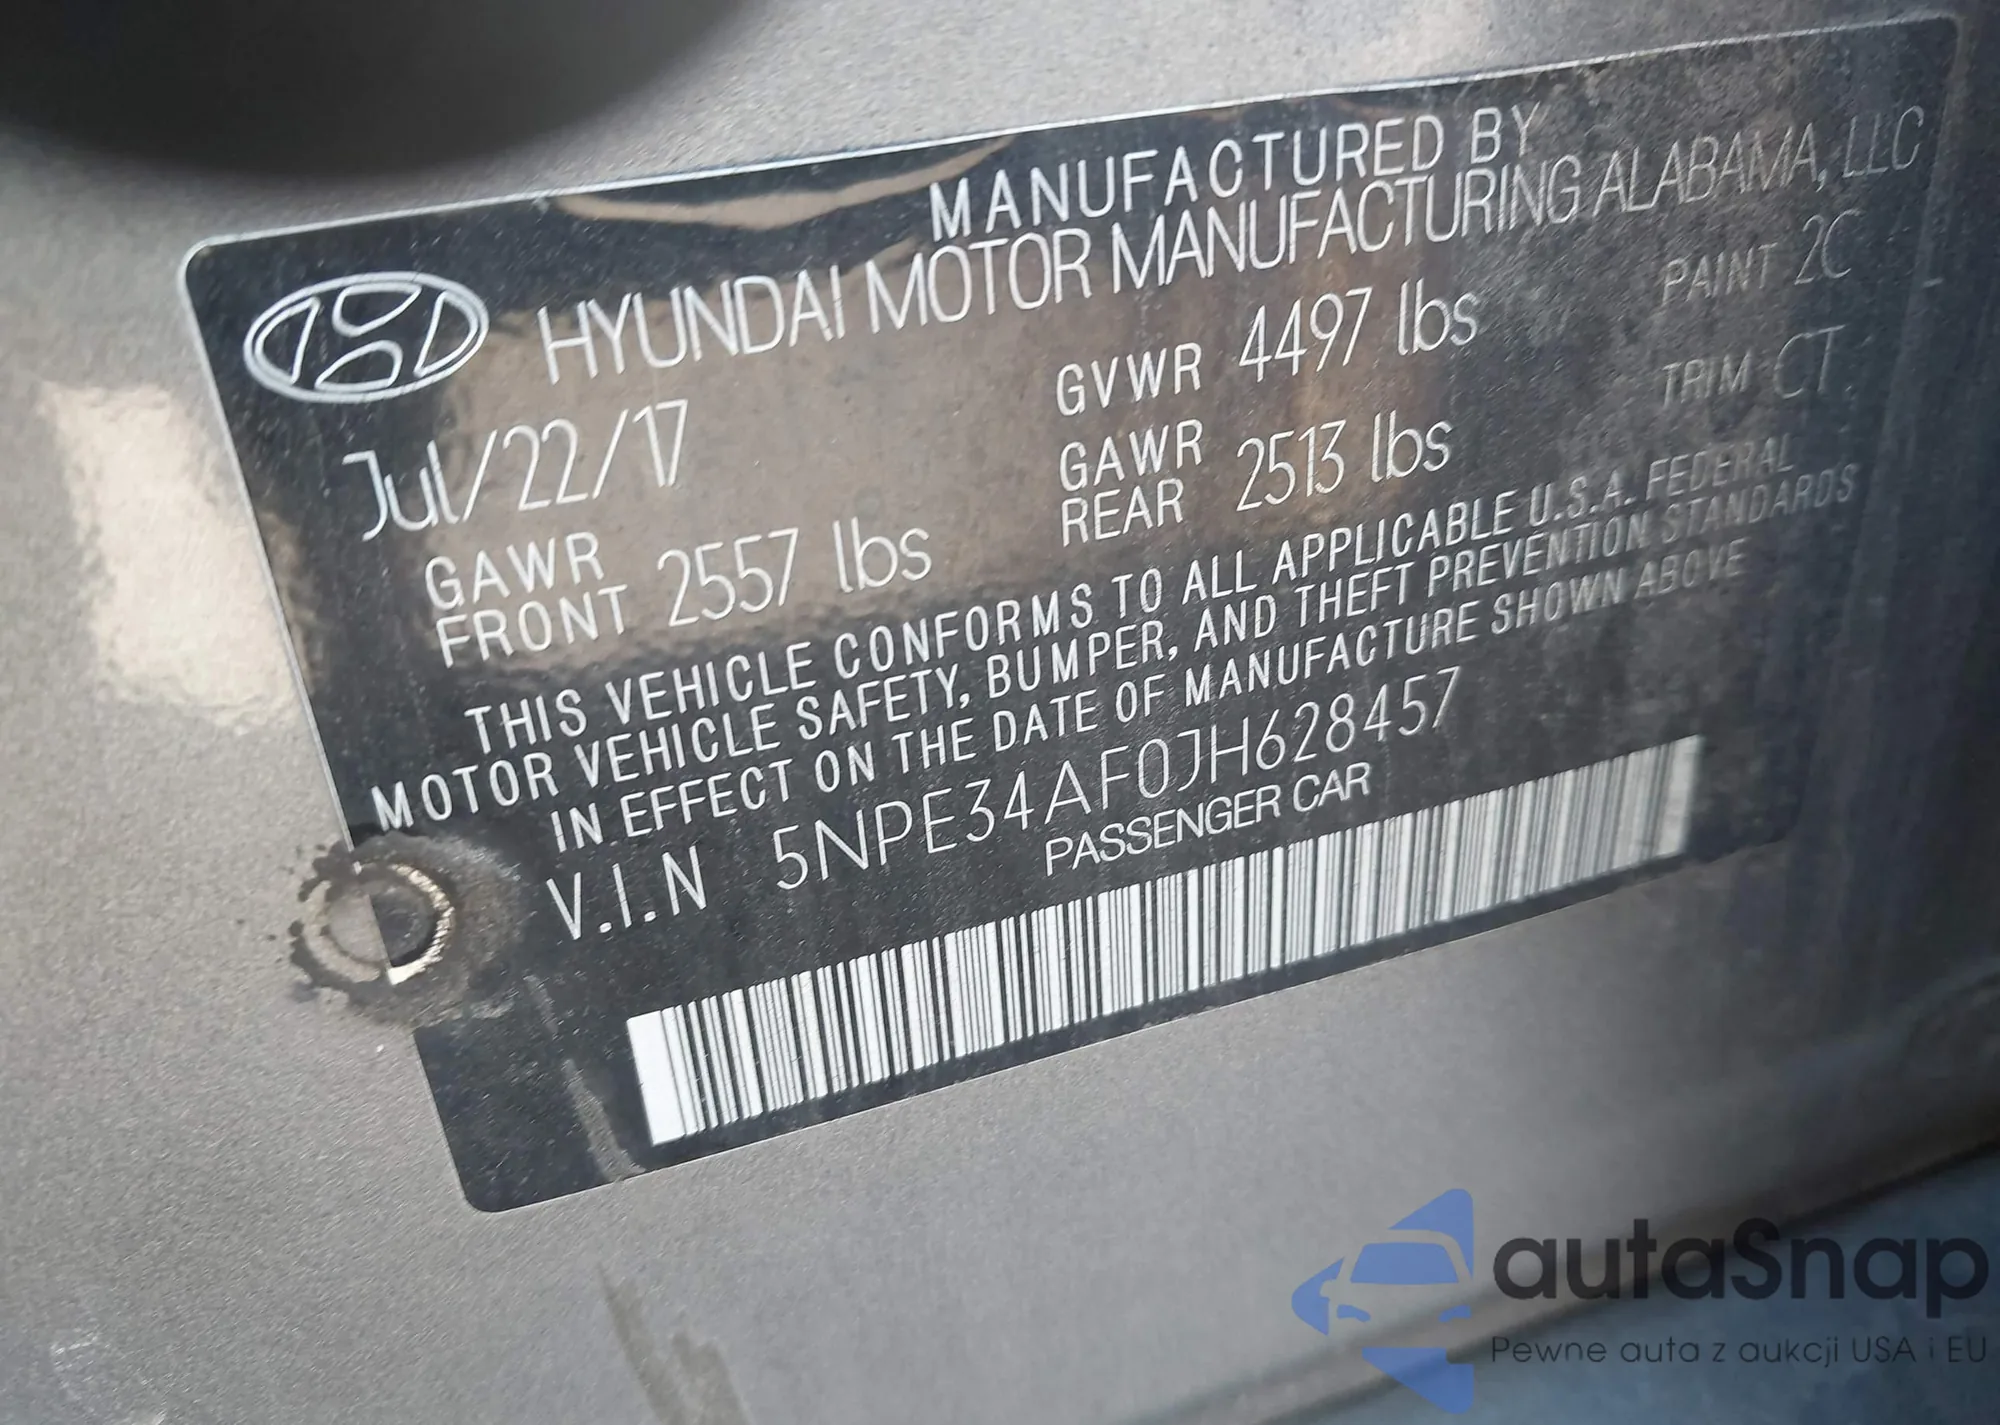 MANUFACTURED BY
HYUNDAI MOTOR MANUFACTURING ALABAMA, LLC
Jul/22/17
GVWR 4497 lbs
PAINT 2C
GAWR FRONT 2557 lbs
GAWR REAR 2513 lbs
TRIM CT
THIS VEHICLE CONFORMS TO ALL APPLICABLE U.S.A. FEDERAL
MOTOR VEHICLE SAFETY, BUMPER, AND THEFT PREVENTION STANDARDS
IN EFFECT ON THE DATE OF MANUFACTURE SHOWN ABOVE
V.I.N 5NPE34AF0JH628457
PASSENGER CAR
autaSnap
Pewne auta z aukcji USA i EU